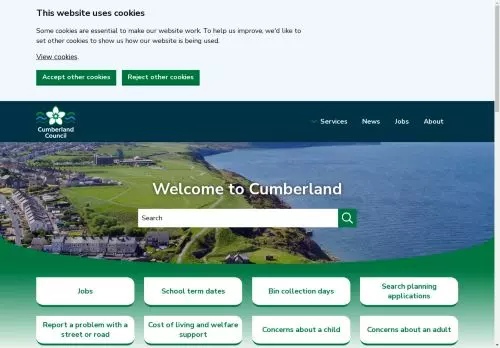 This website uses cookies
Some cookies are essential to make our website work. To help us improve, we'd like to
set other cookies to show us how our website is being used.
View cookies.
Accept other cookies
Reject other cookies
Cumberland
Council
Services
News
Jobs
About
Welcome to Cumberland
Search
Jobs
School term dates
Bin collection days
Search planning
applications
Report a problem with a
street or road
Cost of living and welfare
support
Concerns about a child
Concerns about an adult